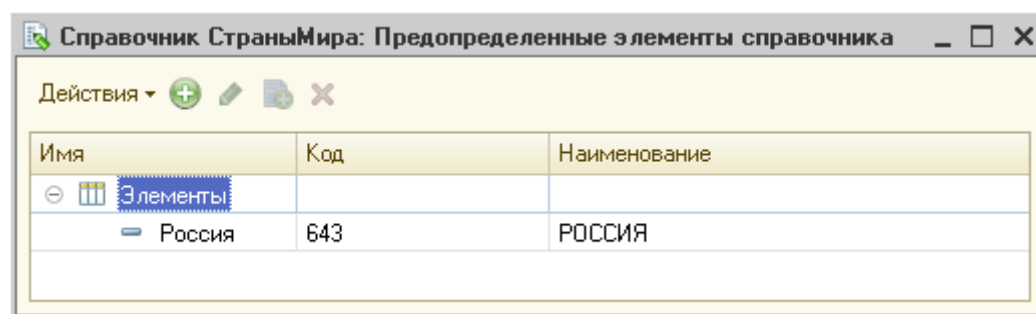 Справочник СтраныМира: Предопределенные элементы справочника
Действия
Имя Код Наименование
Элементы
Россия 643 РОССИЯ